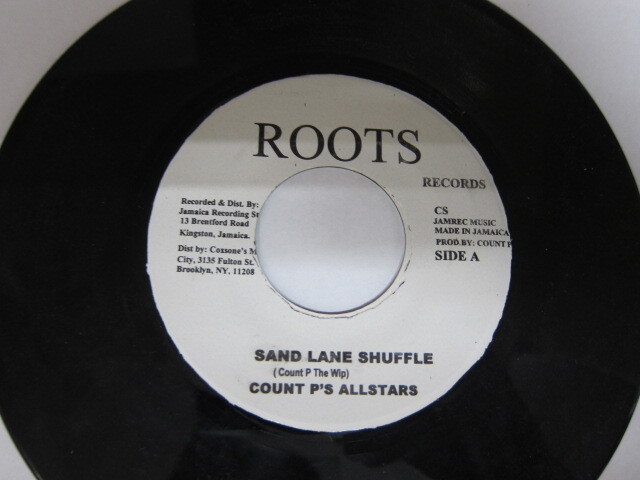 ROOTS
RECORDS
Recorded & Dist. By:
Jamaica Recording St
13 Brentford Road
Kingston, Jamaica.
Dist by: Coxsone's M
City, 3135 Fulton St.
Brooklyn, NY. 11208
CS
JAMREC MUSIC
MADE IN JAMAICA
PROD.BY: COUNT P
SIDE A
SAND LANE SHUFFLE
( Count P The Wip)
COUNT P'S ALLSTARS